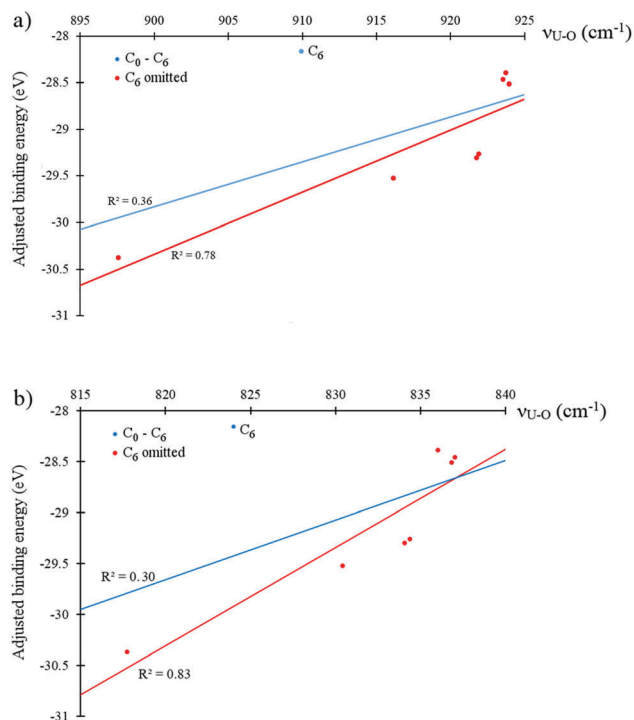 a)
895 900 905 910 915 920 925
ν_U-O (cm⁻¹)
-28
C₆
C₀ - C₆
C₆ omitted
-28.5
-29
-29.5
-30
-30.5
-31
Adjusted binding energy (eV)
R² = 0.36
R² = 0.78
b)
815 820 825 830 835 840
ν_U-O (cm⁻¹)
-28
C₆
C₀ - C₆
C₆ omitted
-28.5
-29
-29.5
-30
-30.5
-31
Adjusted binding energy (eV)
R² = 0.30
R² = 0.83